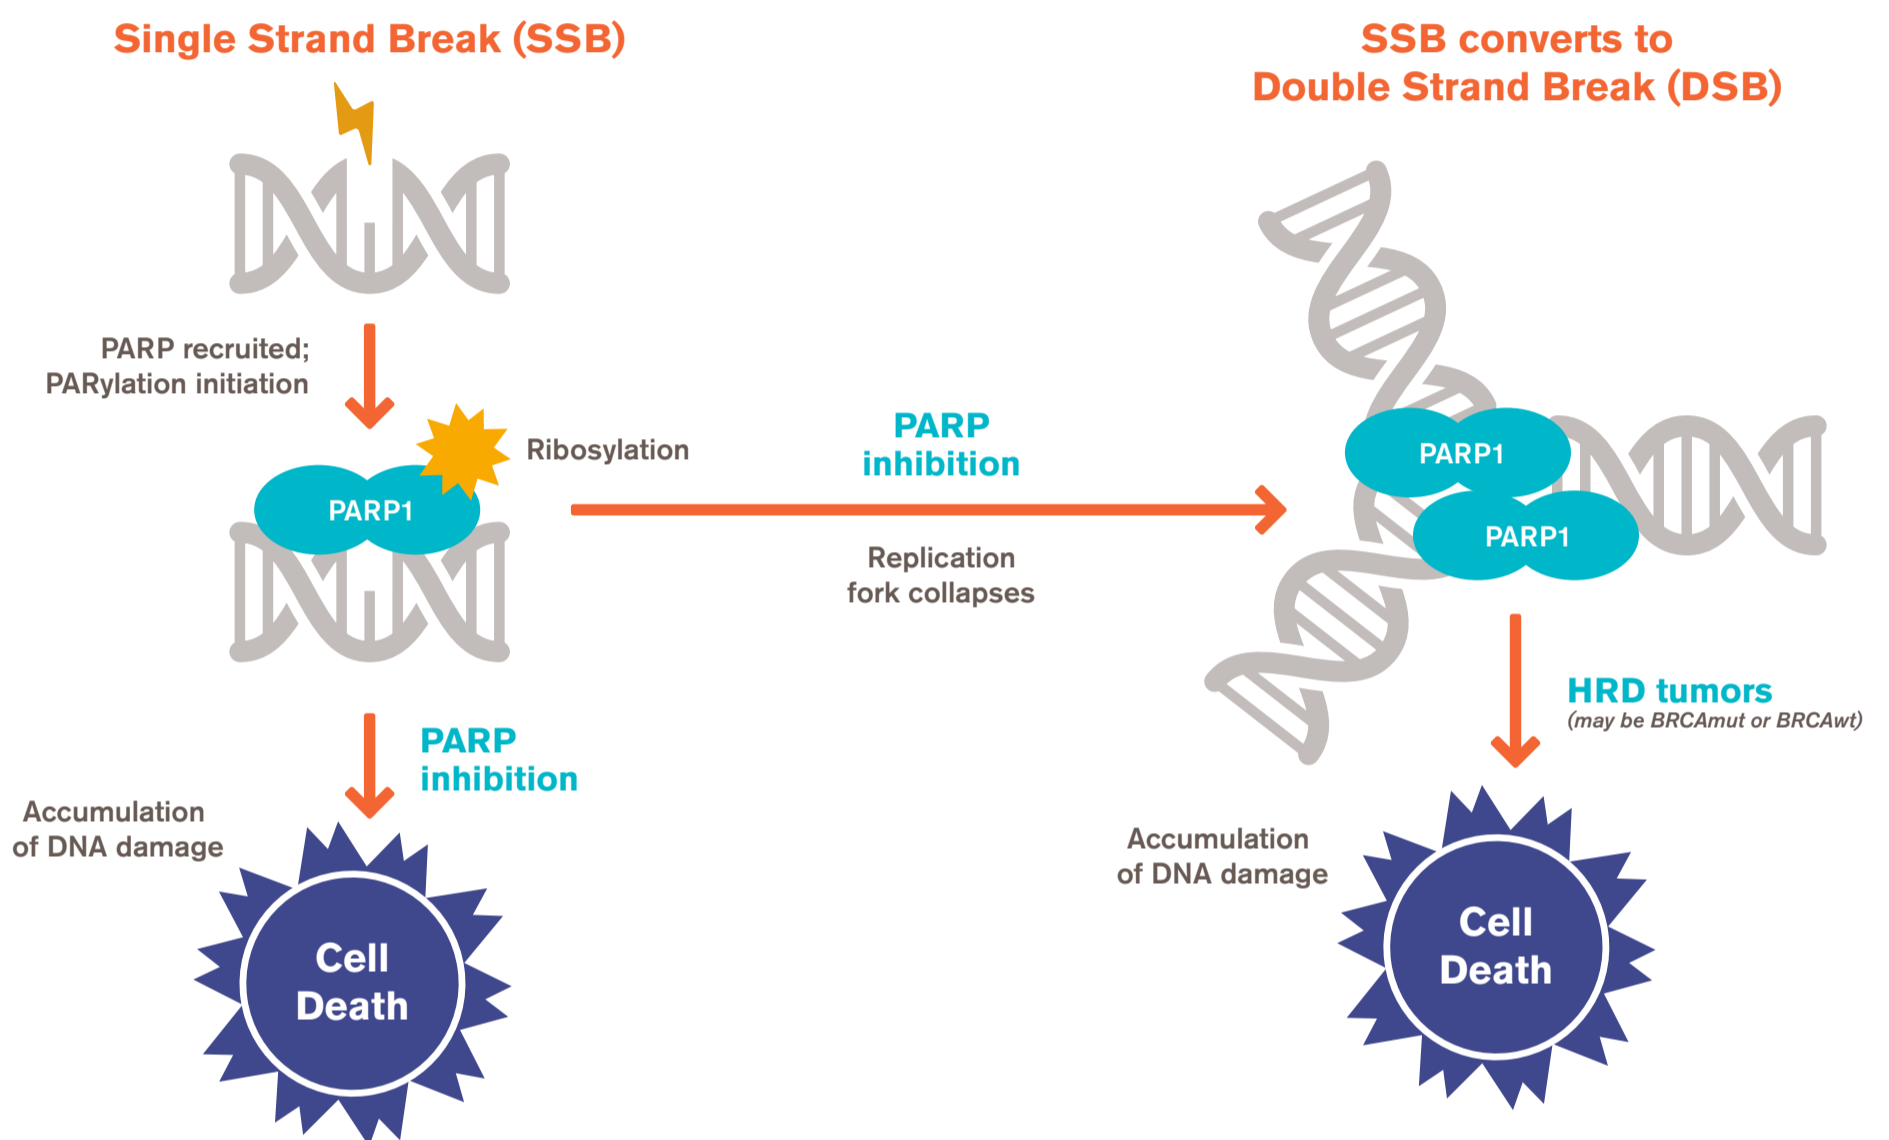 Single Strand Break (SSB)
SSB converts to
Double Strand Break (DSB)
PARP recruited;
PARylation initiation
Ribosylation
PARP1
PARP
inhibition
Replication
fork collapses
PARP1
PARP1
PARP
inhibition
Accumulation
of DNA damage
Cell
Death
HRD tumors
(may be BRCAmut or BRCAwt)
Accumulation
of DNA damage
Cell
Death